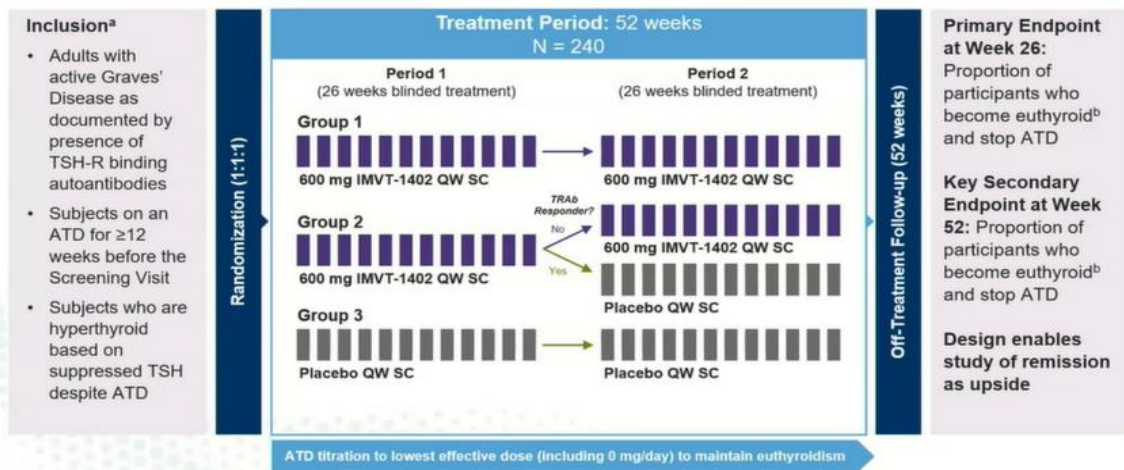 Inclusionᵃ
• Adults with
active Graves'
Disease as
documented by
presence of
TSH-R binding
autoantibodies
• Subjects on an
ATD for ≥12
weeks before the
Screening Visit
• Subjects who are
hyperthyroid
based on
suppressed TSH
despite ATD
Randomization (1:1:1)
Treatment Period: 52 weeks
N = 240
Period 1
(26 weeks blinded treatment)
Period 2
(26 weeks blinded treatment)
Group 1
600 mg IMVT-1402 QW SC
600 mg IMVT-1402 QW SC
Group 2
600 mg IMVT-1402 QW SC
TRAb
Responder?
No
Yes
600 mg IMVT-1402 QW SC
Placebo QW SC
Group 3
Placebo QW SC
Placebo QW SC
ATD titration to lowest effective dose (including 0 mg/day) to maintain euthyroidism
Off-Treatment Follow-up (52 weeks)
Primary Endpoint
at Week 26:
Proportion of
participants who
become euthyroidᵇ
and stop ATD
Key Secondary
Endpoint at Week
52: Proportion of
participants who
become euthyroidᵇ
and stop ATD
Design enables
study of remission
as upside